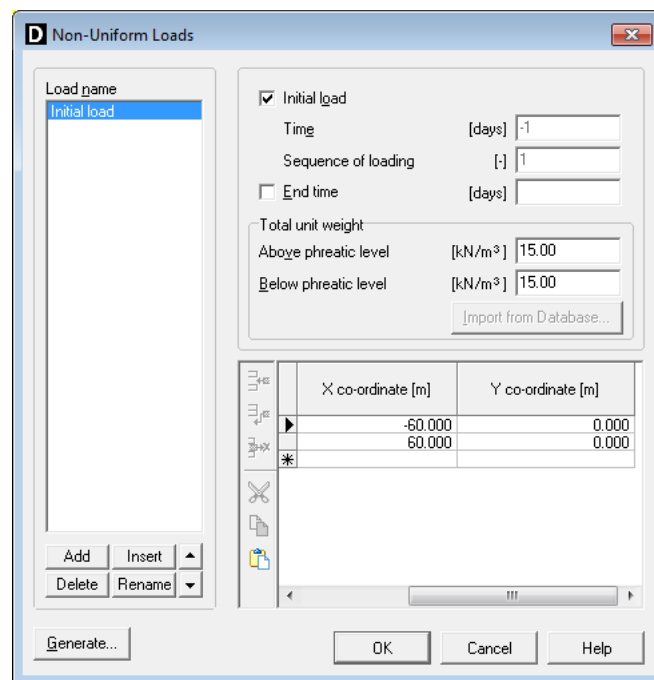 D Non-Uniform Loads
Load name
Initial load
Add Insert
Delete Rename
Generate...
Initial load
Time [days] -1
Sequence of loading [-] 1
End time [days]
Total unit weight
Above phreatic level [kN/m³] 15.00
Below phreatic level [kN/m³] 15.00
Import from Database...
X co-ordinate [m] Y co-ordinate [m]
-60.000 0.000
60.000 0.000
OK Cancel Help